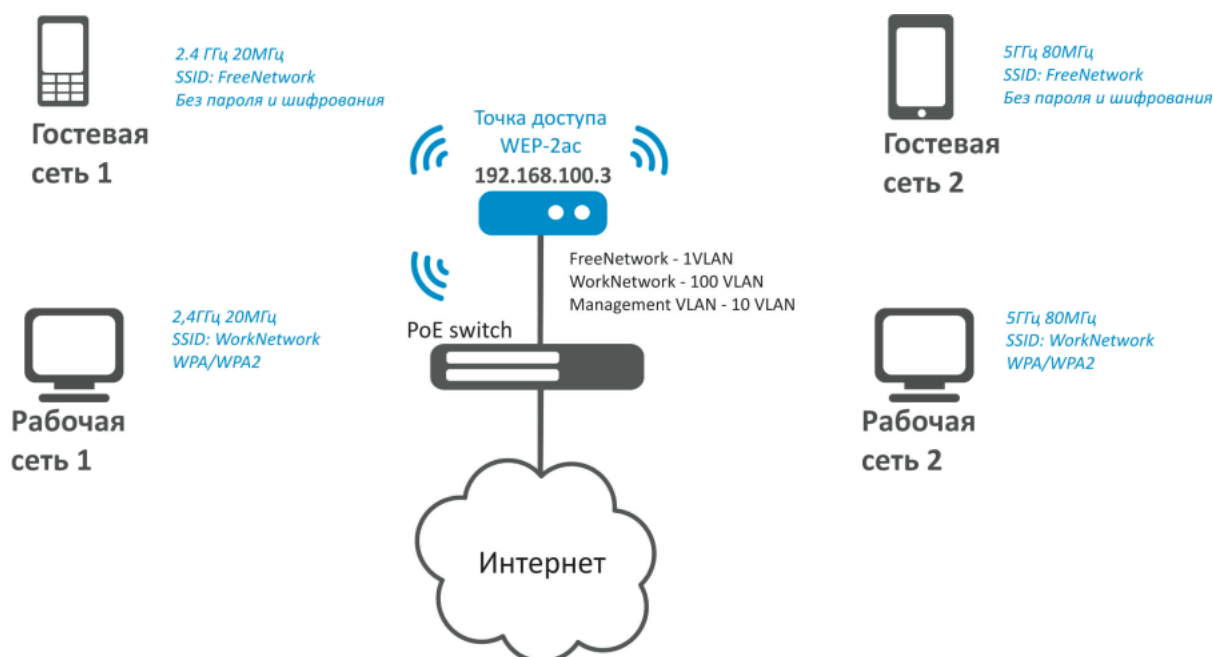 2.4 ГГц 20МГц
SSID: FreeNetwork
Без пароля и шифрования
Гостевая
сеть 1
Точка доступа
WEP-2ac
192.168.100.3
5ГГц 80МГц
SSID: FreeNetwork
Без пароля и шифрования
Гостевая
сеть 2
FreeNetwork - 1VLAN
WorkNetwork - 100 VLAN
Management VLAN - 10 VLAN
PoE switch
2,4ГГц 20МГц
SSID: WorkNetwork
WPA/WPA2
Рабочая
сеть 1
5ГГц 80МГц
SSID: WorkNetwork
WPA/WPA2
Рабочая
сеть 2
Интернет